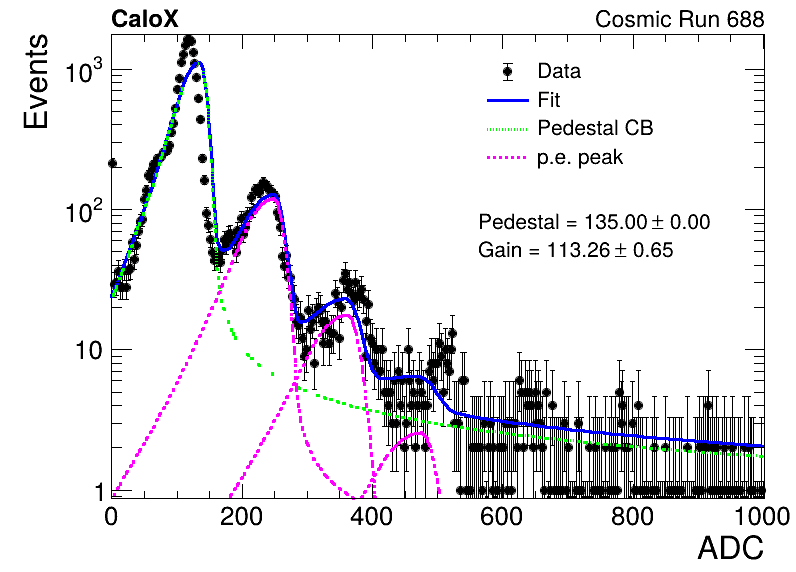 CaloX Cosmic Run 688
Events
Data
Fit
Pedestal CB
p.e. peak
Pedestal = 135.00 ± 0.00
Gain = 113.26 ± 0.65
10³
10²
10
1
0 200 400 600 800 1000
ADC